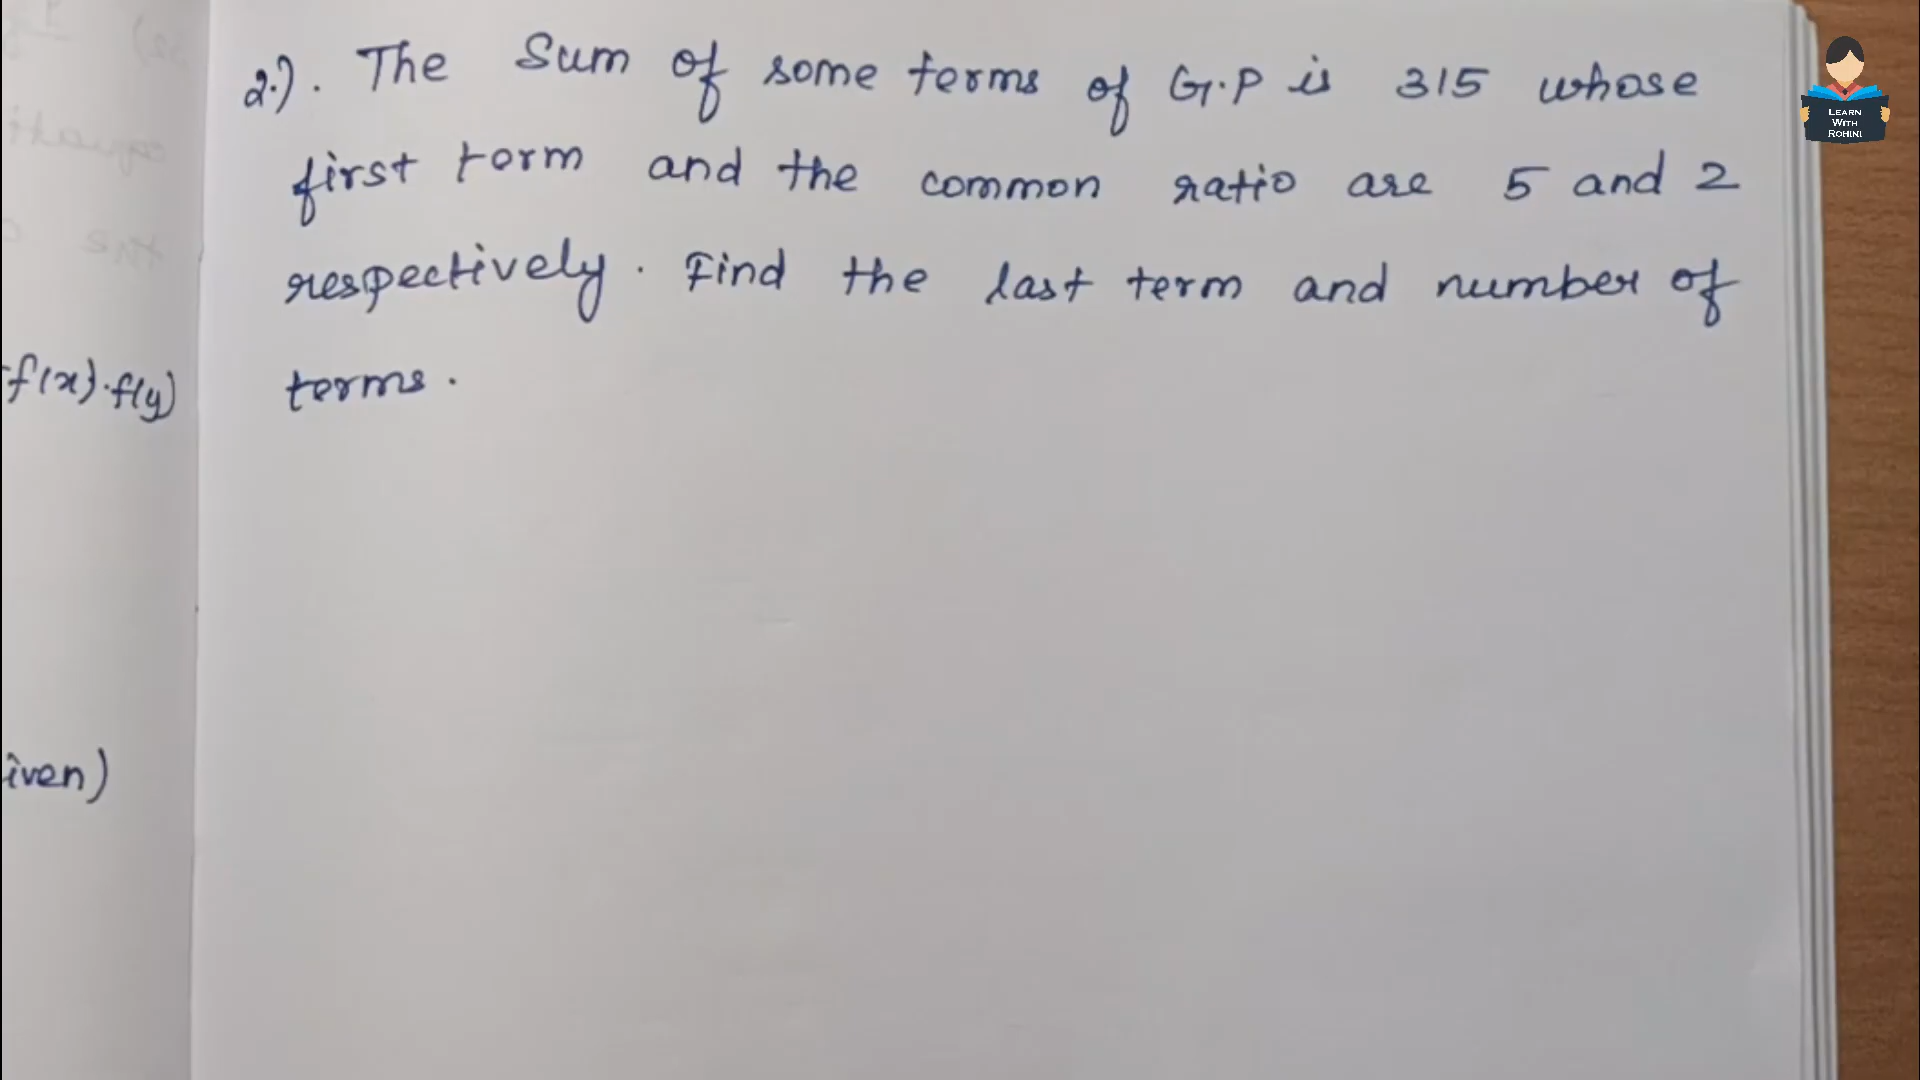 2.). The Sum of some terms of G.P is 315 whose
first term and the common ratio are 5 and 2
respectively. Find the last term and number of
terms.
f(x).f(y)
iven)
LEARN
WITH
ROHINI